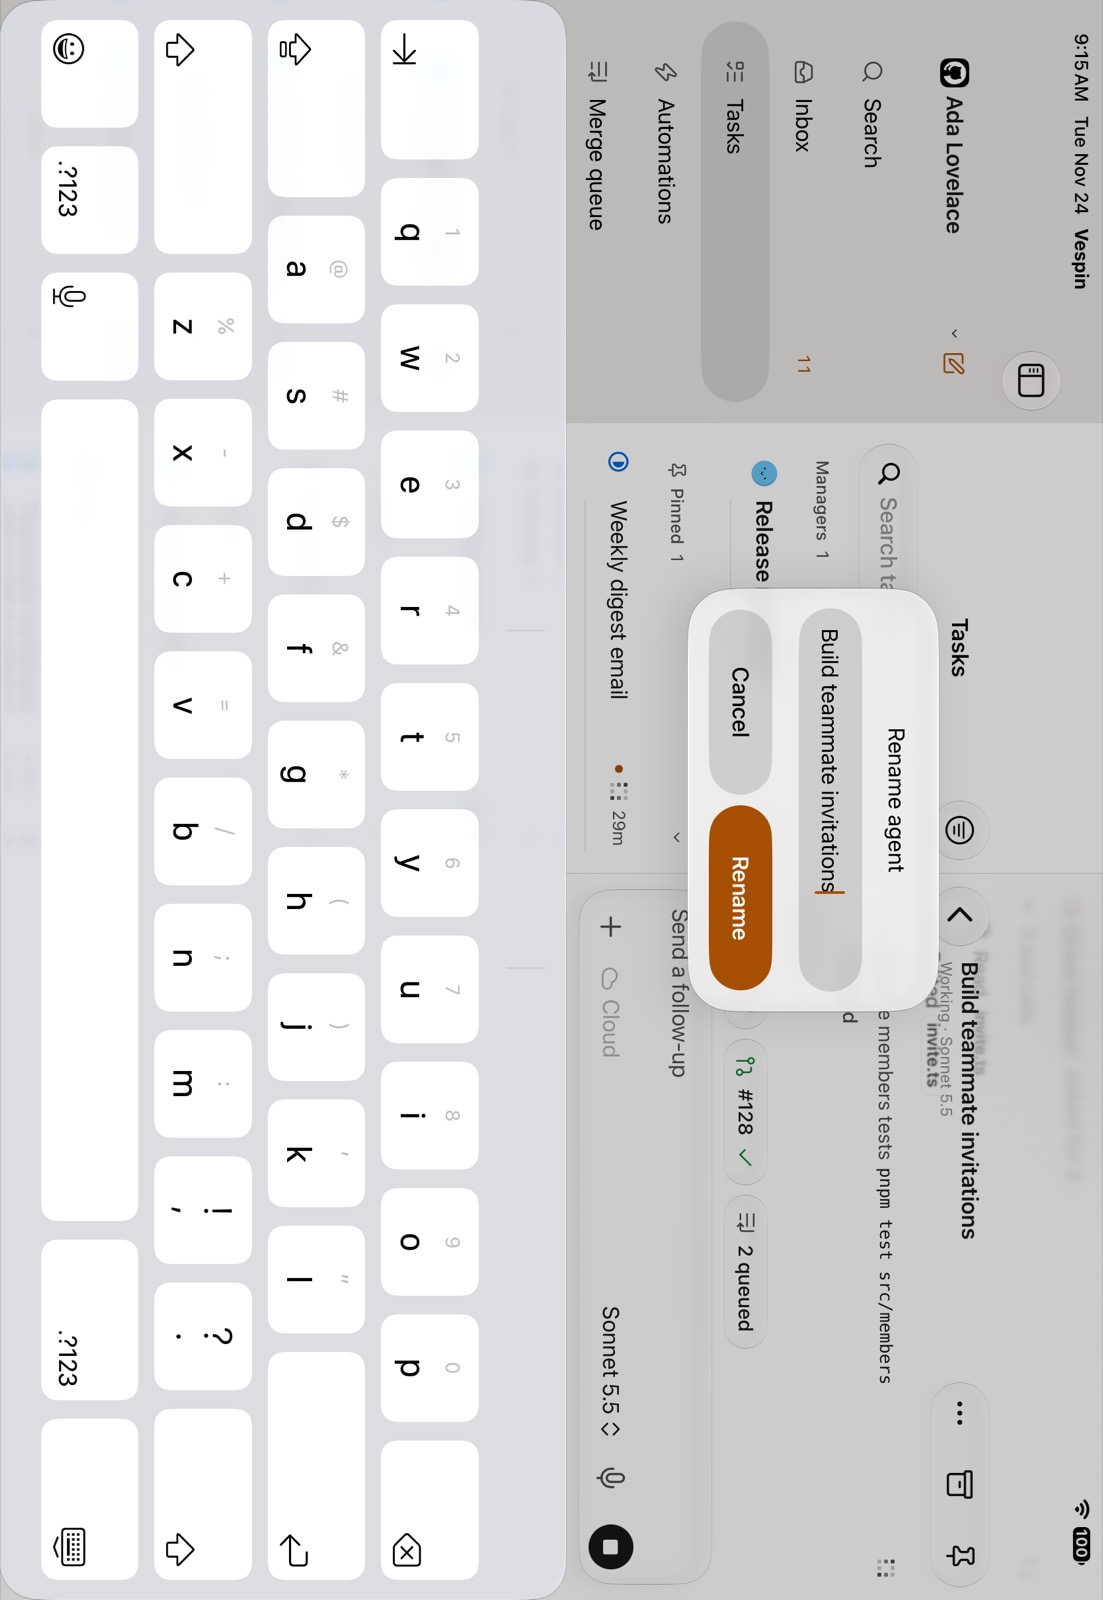 9:15 AM Tue Nov 24 Vespin
100
Ada Lovelace
Search
Inbox 11
Tasks
Automations
Merge queue
Tasks
Search ta
Managers 1
Release
Pinned 1
Weekly digest email 29m
Read invite.ts
Build teammate invitations
Working · Sonnet 5.5
invite.ts
members tests pnpm test src/members
#128
2 queued
Send a follow-up
Cloud
Sonnet 5.5
Rename agent
Build teammate invitations
Cancel
Rename
1 2 3 4 5 6 7 8 9 0
q w e r t y u i o p
@ # $ & * ( ) ' "
a s d f g h j k l
% - + = / ; : ! ?
z x c v b n m , .
.?123 .?123